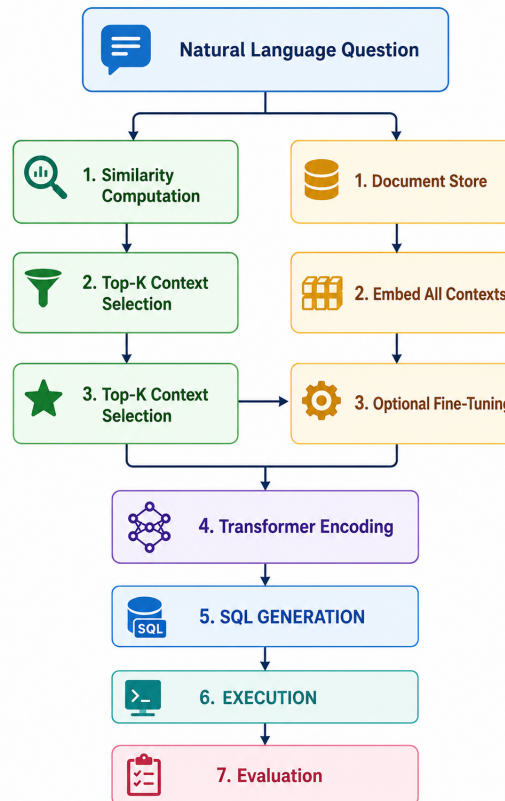 Natural Language Question
1. Similarity
Computation
1. Document Store
2. Top-K Context
Selection
2. Embed All Contexts
3. Top-K Context
Selection
3. Optional Fine-Tuning
4. Transformer Encoding
SQL
5. SQL GENERATION
>_
6. EXECUTION
7. Evaluation